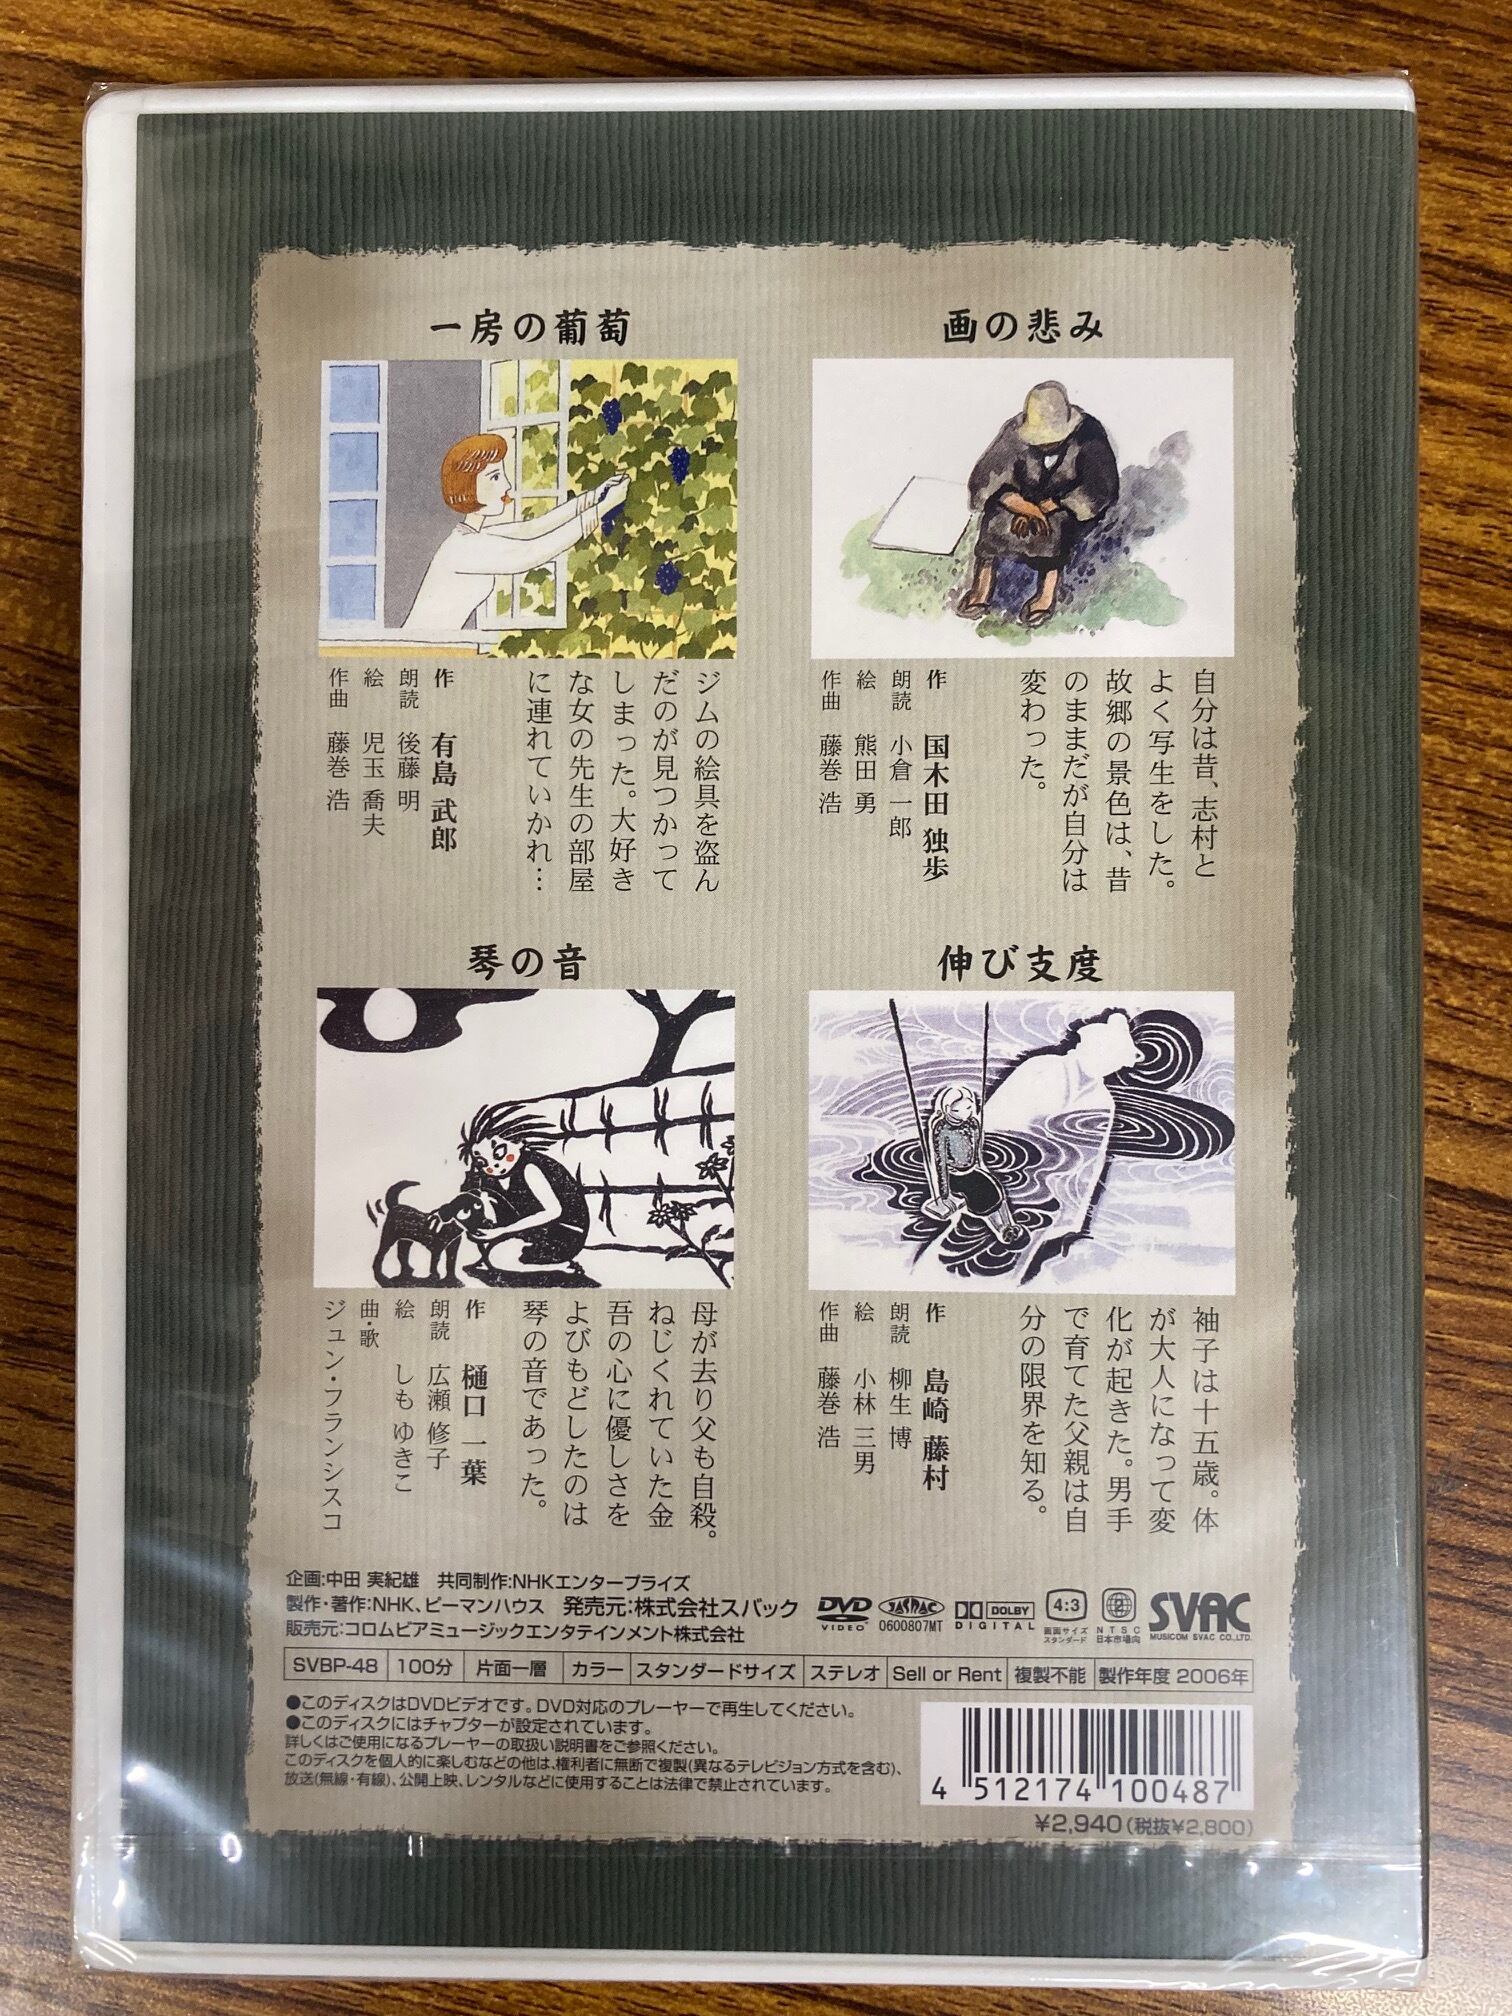 一房の葡萄
ジムの絵具を盗ん
だのが見つかって
しまった。大好き
な女の先生の部屋
に連れていかれ…
作 有島 武郎
朗読 後藤 明
絵 児玉 喬夫
作曲 藤巻 浩
画の悲み
自分は昔、志村と
よく写生をした。
故郷の景色は、昔
のままだが自分は
変わった。
作 国木田 独歩
朗読 小倉 一郎
絵 熊田 勇
作曲 藤巻 浩
琴の音
母が去り父も自殺。
ねじくれていた金
吾の心に優しさを
よびもどしたのは
琴の音であった。
作 樋口 一葉
朗読 広瀬 修子
絵 しも ゆきこ
曲・歌
ジュン・フランシスコ
伸び支度
袖子は十五歳。体
が大人になって変
化が起きた。男手
で育てた父親は自
分の限界を知る。
作 島崎 藤村
朗読 柳生 博
絵 小林 三男
作曲 藤巻 浩
企画:中田 実紀雄 共同制作:NHKエンタープライズ
製作・著作:NHK、ピーマンハウス 発売元:株式会社スバック
販売元:コロムビアミュージックエンタテインメント株式会社
DVD VIDEO
JASRAC
0600807MT
DOLBY DIGITAL
4:3
画面サイズ
スタンダード
2
NTSC
日本市場向
SVAC
MUSICOM SVAC CO.,LTD.
SVBP-48 100分 片面一層 カラー スタンダードサイズ ステレオ Sell or Rent 複製不能 製作年度 2006年
●このディスクはDVDビデオです。DVD対応のプレーヤーで再生してください。
●このディスクにはチャプターが設定されています。
詳しくはご使用になるプレーヤーの取扱い説明書をご参照ください。
このディスクを個人的に楽しむなどの他は、権利者に無断で複製(異なるテレビジョン方式を含む)、
放送(無線・有線)、公開上映、レンタルなどに使用することは法律で禁止されています。
4 512174 100487
¥2,940(税抜¥2,800)